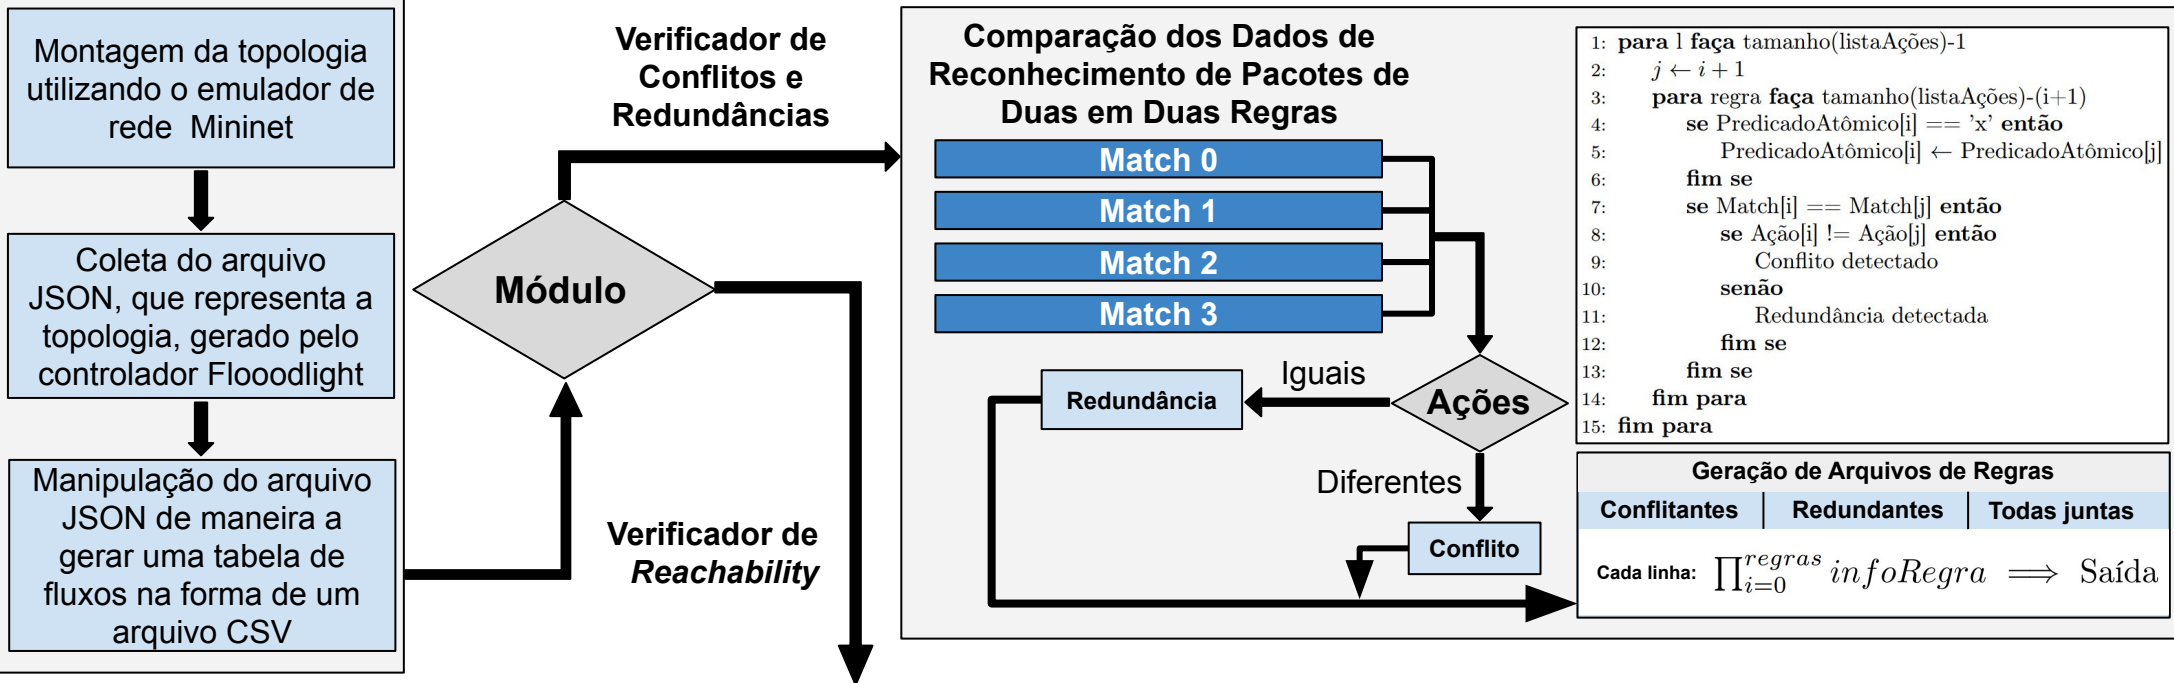 Montagem da topologia
utilizando o emulador de
rede Mininet
Coleta do arquivo
JSON, que representa a
topologia, gerado pelo
controlador Flooodlight
Manipulação do arquivo
JSON de maneira a
gerar uma tabela de
fluxos na forma de um
arquivo CSV
Módulo
Verificador de
Conflitos e
Redundâncias
Verificador de
Reachability
Comparação dos Dados de
Reconhecimento de Pacotes de
Duas em Duas Regras
Match 0
Match 1
Match 2
Match 3
Ações
Iguais
Redundância
Diferentes
Conflito
1: para l faça tamanho(listaAções)-1
2: j ← i + 1
3: para regra faça tamanho(listaAções)-(i+1)
4: se PredicadoAtômico[i] == 'x' então
5: PredicadoAtômico[i] ← PredicadoAtômico[j]
6: fim se
7: se Match[i] == Match[j] então
8: se Ação[i] != Ação[j] então
9: Conflito detectado
10: senão
11: Redundância detectada
12: fim se
13: fim se
14: fim para
15: fim para
Geração de Arquivos de Regras
Conflitantes Redundantes Todas juntas
Cada linha: ∏_{i=0}^{regras} infoRegra ⟹ Saída